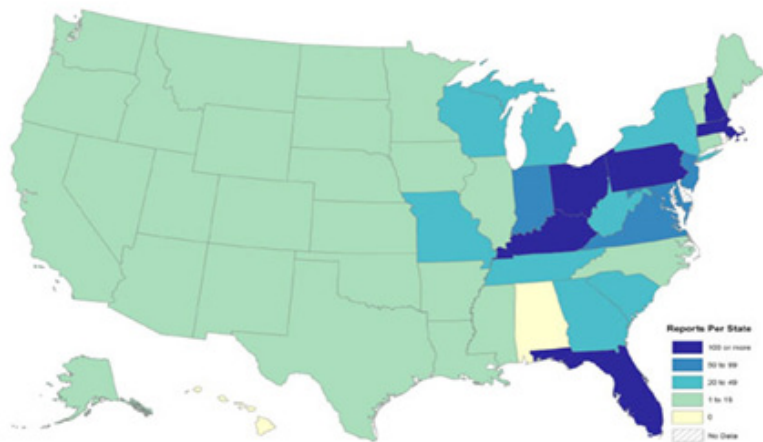 Reports Per State
100 or more
50 to 99
20 to 49
1 to 19
0
No Data